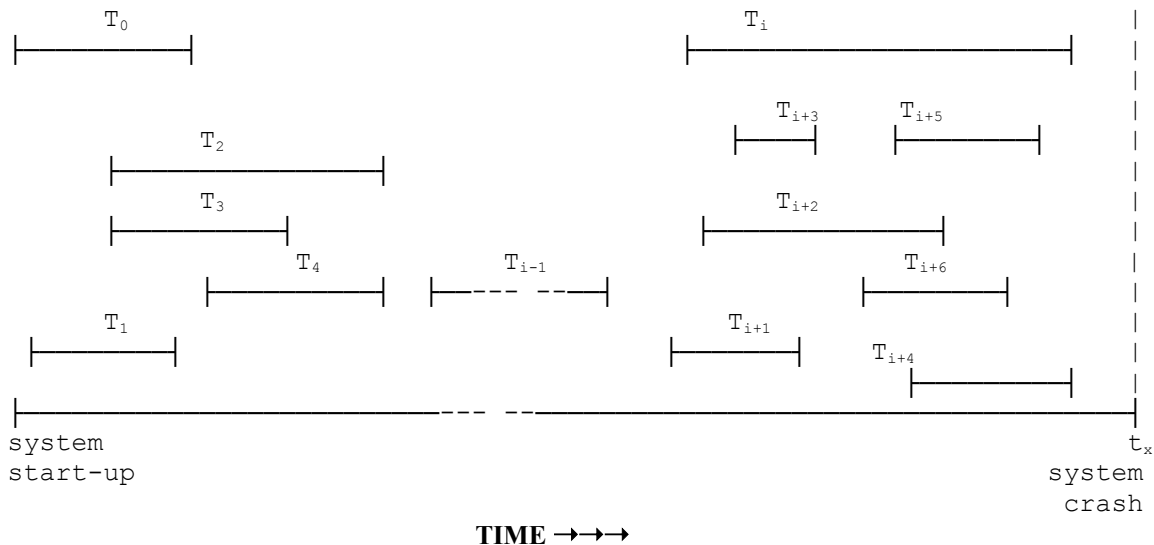 T₀ Tᵢ
Tᵢ₊₃ Tᵢ₊₅
T₂
T₃ Tᵢ₊₂
T₄ Tᵢ₋₁ Tᵢ₊₆
T₁ Tᵢ₊₁
Tᵢ₊₄
system tₓ
start-up system
crash
TIME →→→